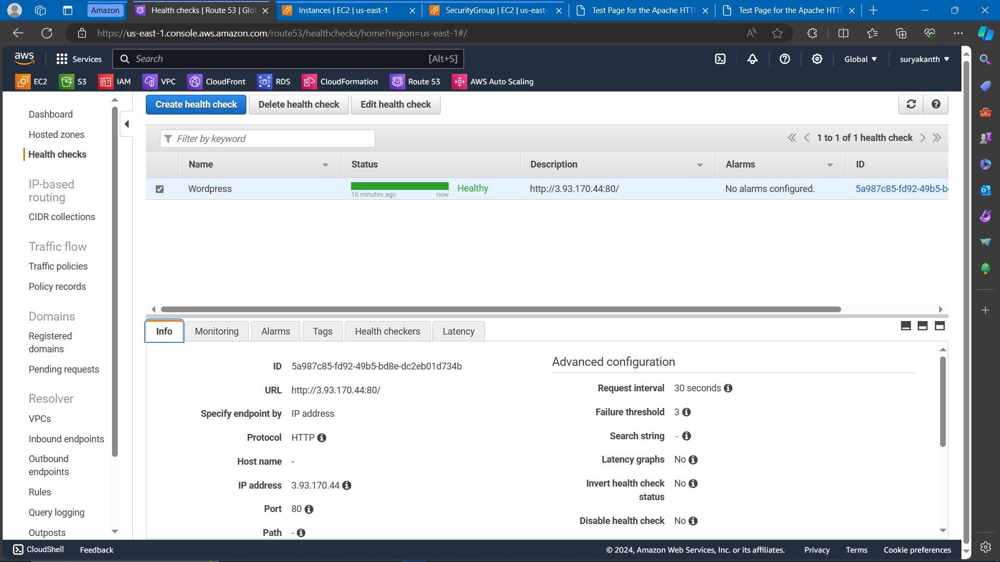 Amazon
Health checks | Route 53 | Glo
Instances | EC2 | us-east-1
SecurityGroup | EC2 | us-east-
Test Page for the Apache HTTP
Test Page for the Apache HTTP
https://us-east-1.console.aws.amazon.com/route53/healthchecks/home?region=us-east-1#/
aws
Services
Search
[Alt+S]
Global
suryakanth
EC2
S3
IAM
VPC
CloudFront
RDS
CloudFormation
Route 53
AWS Auto Scaling
Dashboard
Hosted zones
Health checks
IP-based
routing
CIDR collections
Traffic flow
Traffic policies
Policy records
Domains
Registered
domains
Pending requests
Resolver
VPCs
Inbound endpoints
Outbound
endpoints
Rules
Query logging
Outposts
Create health check
Delete health check
Edit health check
Filter by keyword
1 to 1 of 1 health check
Name
Status
Description
Alarms
ID
Wordpress
16 minutes ago
now
Healthy
http://3.93.170.44:80/
No alarms configured.
5a987c85-fd92-49b5-b
Info
Monitoring
Alarms
Tags
Health checkers
Latency
ID 5a987c85-fd92-49b5-bd8e-dc2eb01d734b
URL http://3.93.170.44:80/
Specify endpoint by IP address
Protocol HTTP
Host name -
IP address 3.93.170.44
Port 80
Path -
Advanced configuration
Request interval 30 seconds
Failure threshold 3
Search string -
Latency graphs No
Invert health check No
status
Disable health check No
CloudShell
Feedback
© 2024, Amazon Web Services, Inc. or its affiliates.
Privacy
Terms
Cookie preferences